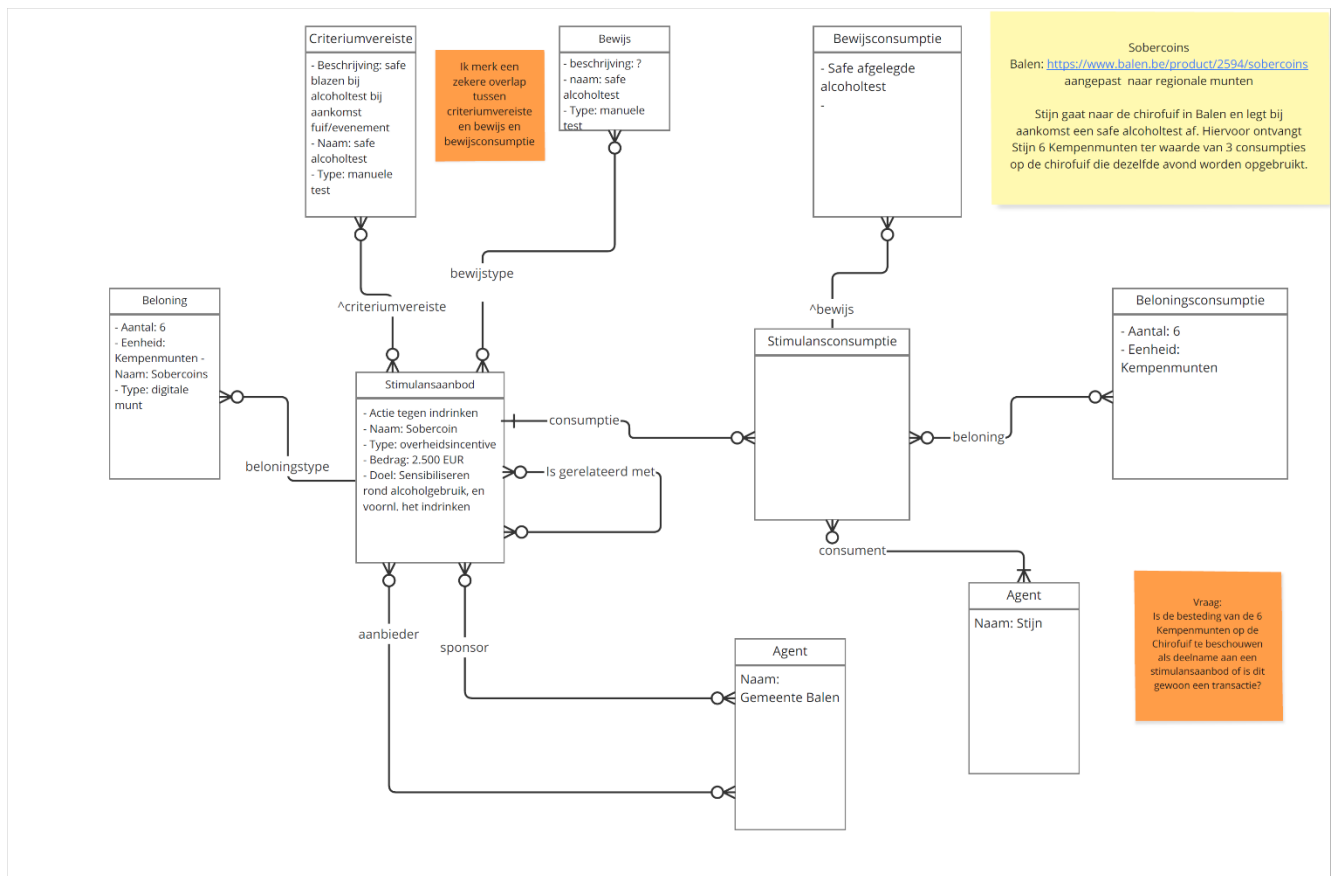 Criteriumvereiste
- Beschrijving: safe
blazen bij
alcoholtest bij
aankomst
fuif/evenement
- Naam: safe
alcoholtest
- Type: manuele
test
Ik merk een
zekere overlap
tussen
criteriumvereiste
en bewijs en
bewijsconsumptie
Bewijs
- beschrijving: ?
- naam: safe
alcoholtest
- Type: manuele
test
Bewijsconsumptie
- Safe afgelegde
alcoholtest
-
Sobercoins
Balen: https://www.balen.be/product/2594/sobercoins
aangepast naar regionale munten
Stijn gaat naar de chirofuif in Balen en legt bij
aankomst een safe alcoholtest af. Hiervoor ontvangt
Stijn 6 Kempenmunten ter waarde van 3 consumpties
op de chirofuif die dezelfde avond worden opgebruikt.
bewijstype
^criteriumvereiste
^bewijs
Beloning
- Aantal: 6
- Eenheid:
Kempenmunten -
Naam: Sobercoins
- Type: digitale
munt
beloningstype
Stimulansaanbod
- Actie tegen indrinken
- Naam: Sobercoin
- Type: overheidsincentive
- Bedrag: 2.500 EUR
- Doel: Sensibiliseren
rond alcoholgebruik, en
voornl. het indrinken
consumptie
Is gerelateerd met
Stimulansconsumptie
beloning
Beloningsconsumptie
- Aantal: 6
- Eenheid:
Kempenmunten
consument
Agent
Naam: Stijn
aanbieder
sponsor
Agent
Naam:
Gemeente Balen
Vraag:
Is de besteding van de 6
Kempenmunten op de
Chirofuif te beschouwen
als deelname aan een
stimulansaanbod of is dit
gewoon een transactie?